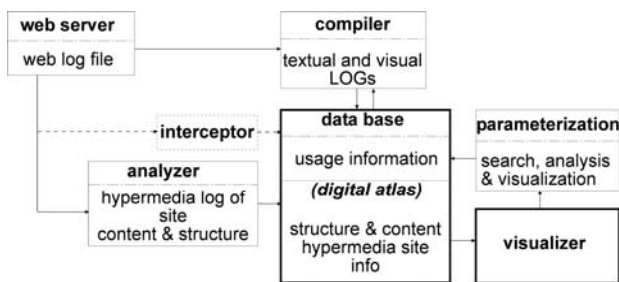 web server
web log file
compiler
textual and visual
LOGs
interceptor
data base
usage information
(digital atlas)
structure & content
hypermedia site
info
analyzer
hypermedia log of
site
content & structure
parameterization
search, analysis
& visualization
visualizer